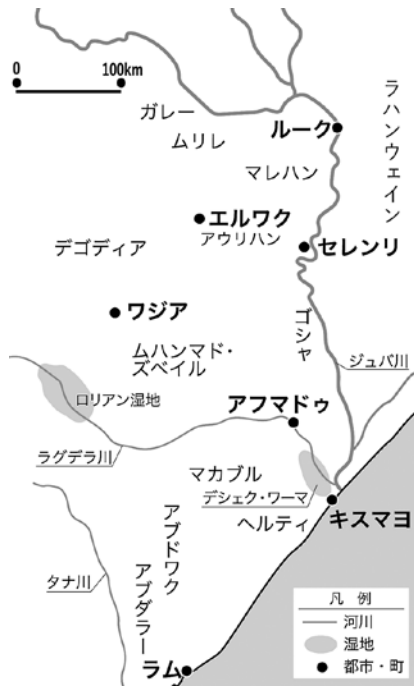 0 100km
ガレー
ムリレ
ルーク
ラハンウェイン
マレハン
エルワク
アウリハン
セレンリ
デゴディア
ワジア
ゴシャ
ムハンマド・
ズベイル
ジュバ川
ロリアン湿地
アフマドゥ
ラグデラ川
マカブル
デシェク・ワーマ
キスマヨ
ヘルティ
アブドワク
アブダラー
タナ川
ラム
凡 例
河川
湿地
都市・町